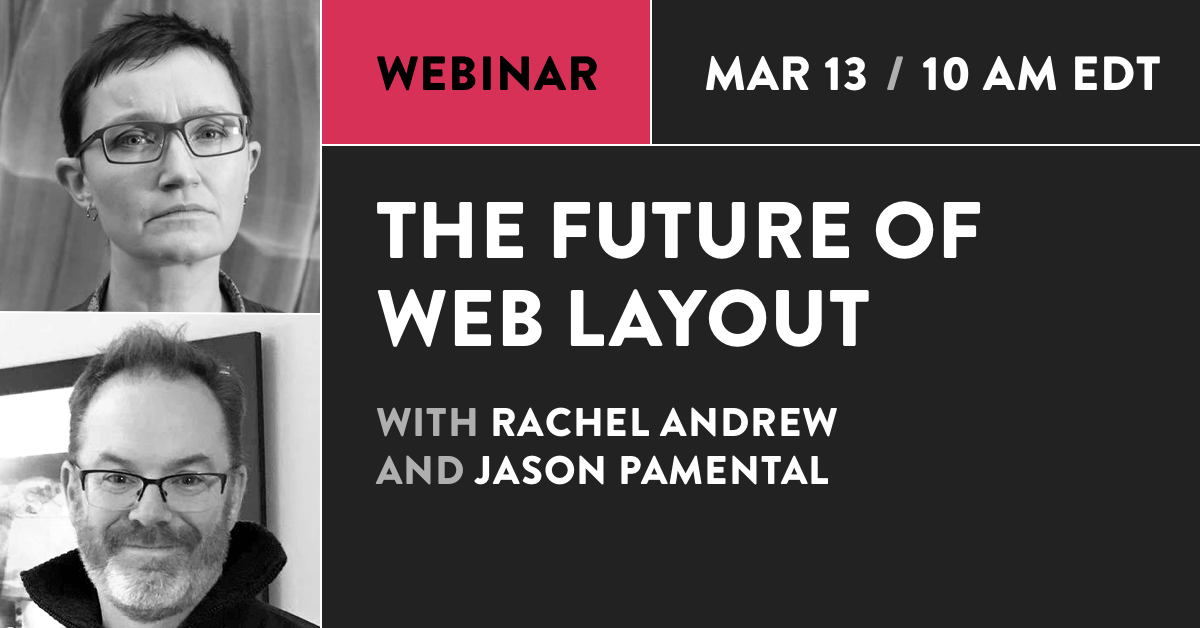 WEBINAR
MAR 13 / 10 AM EDT
THE FUTURE OF
WEB LAYOUT
WITH RACHEL ANDREW
AND JASON PAMENTAL